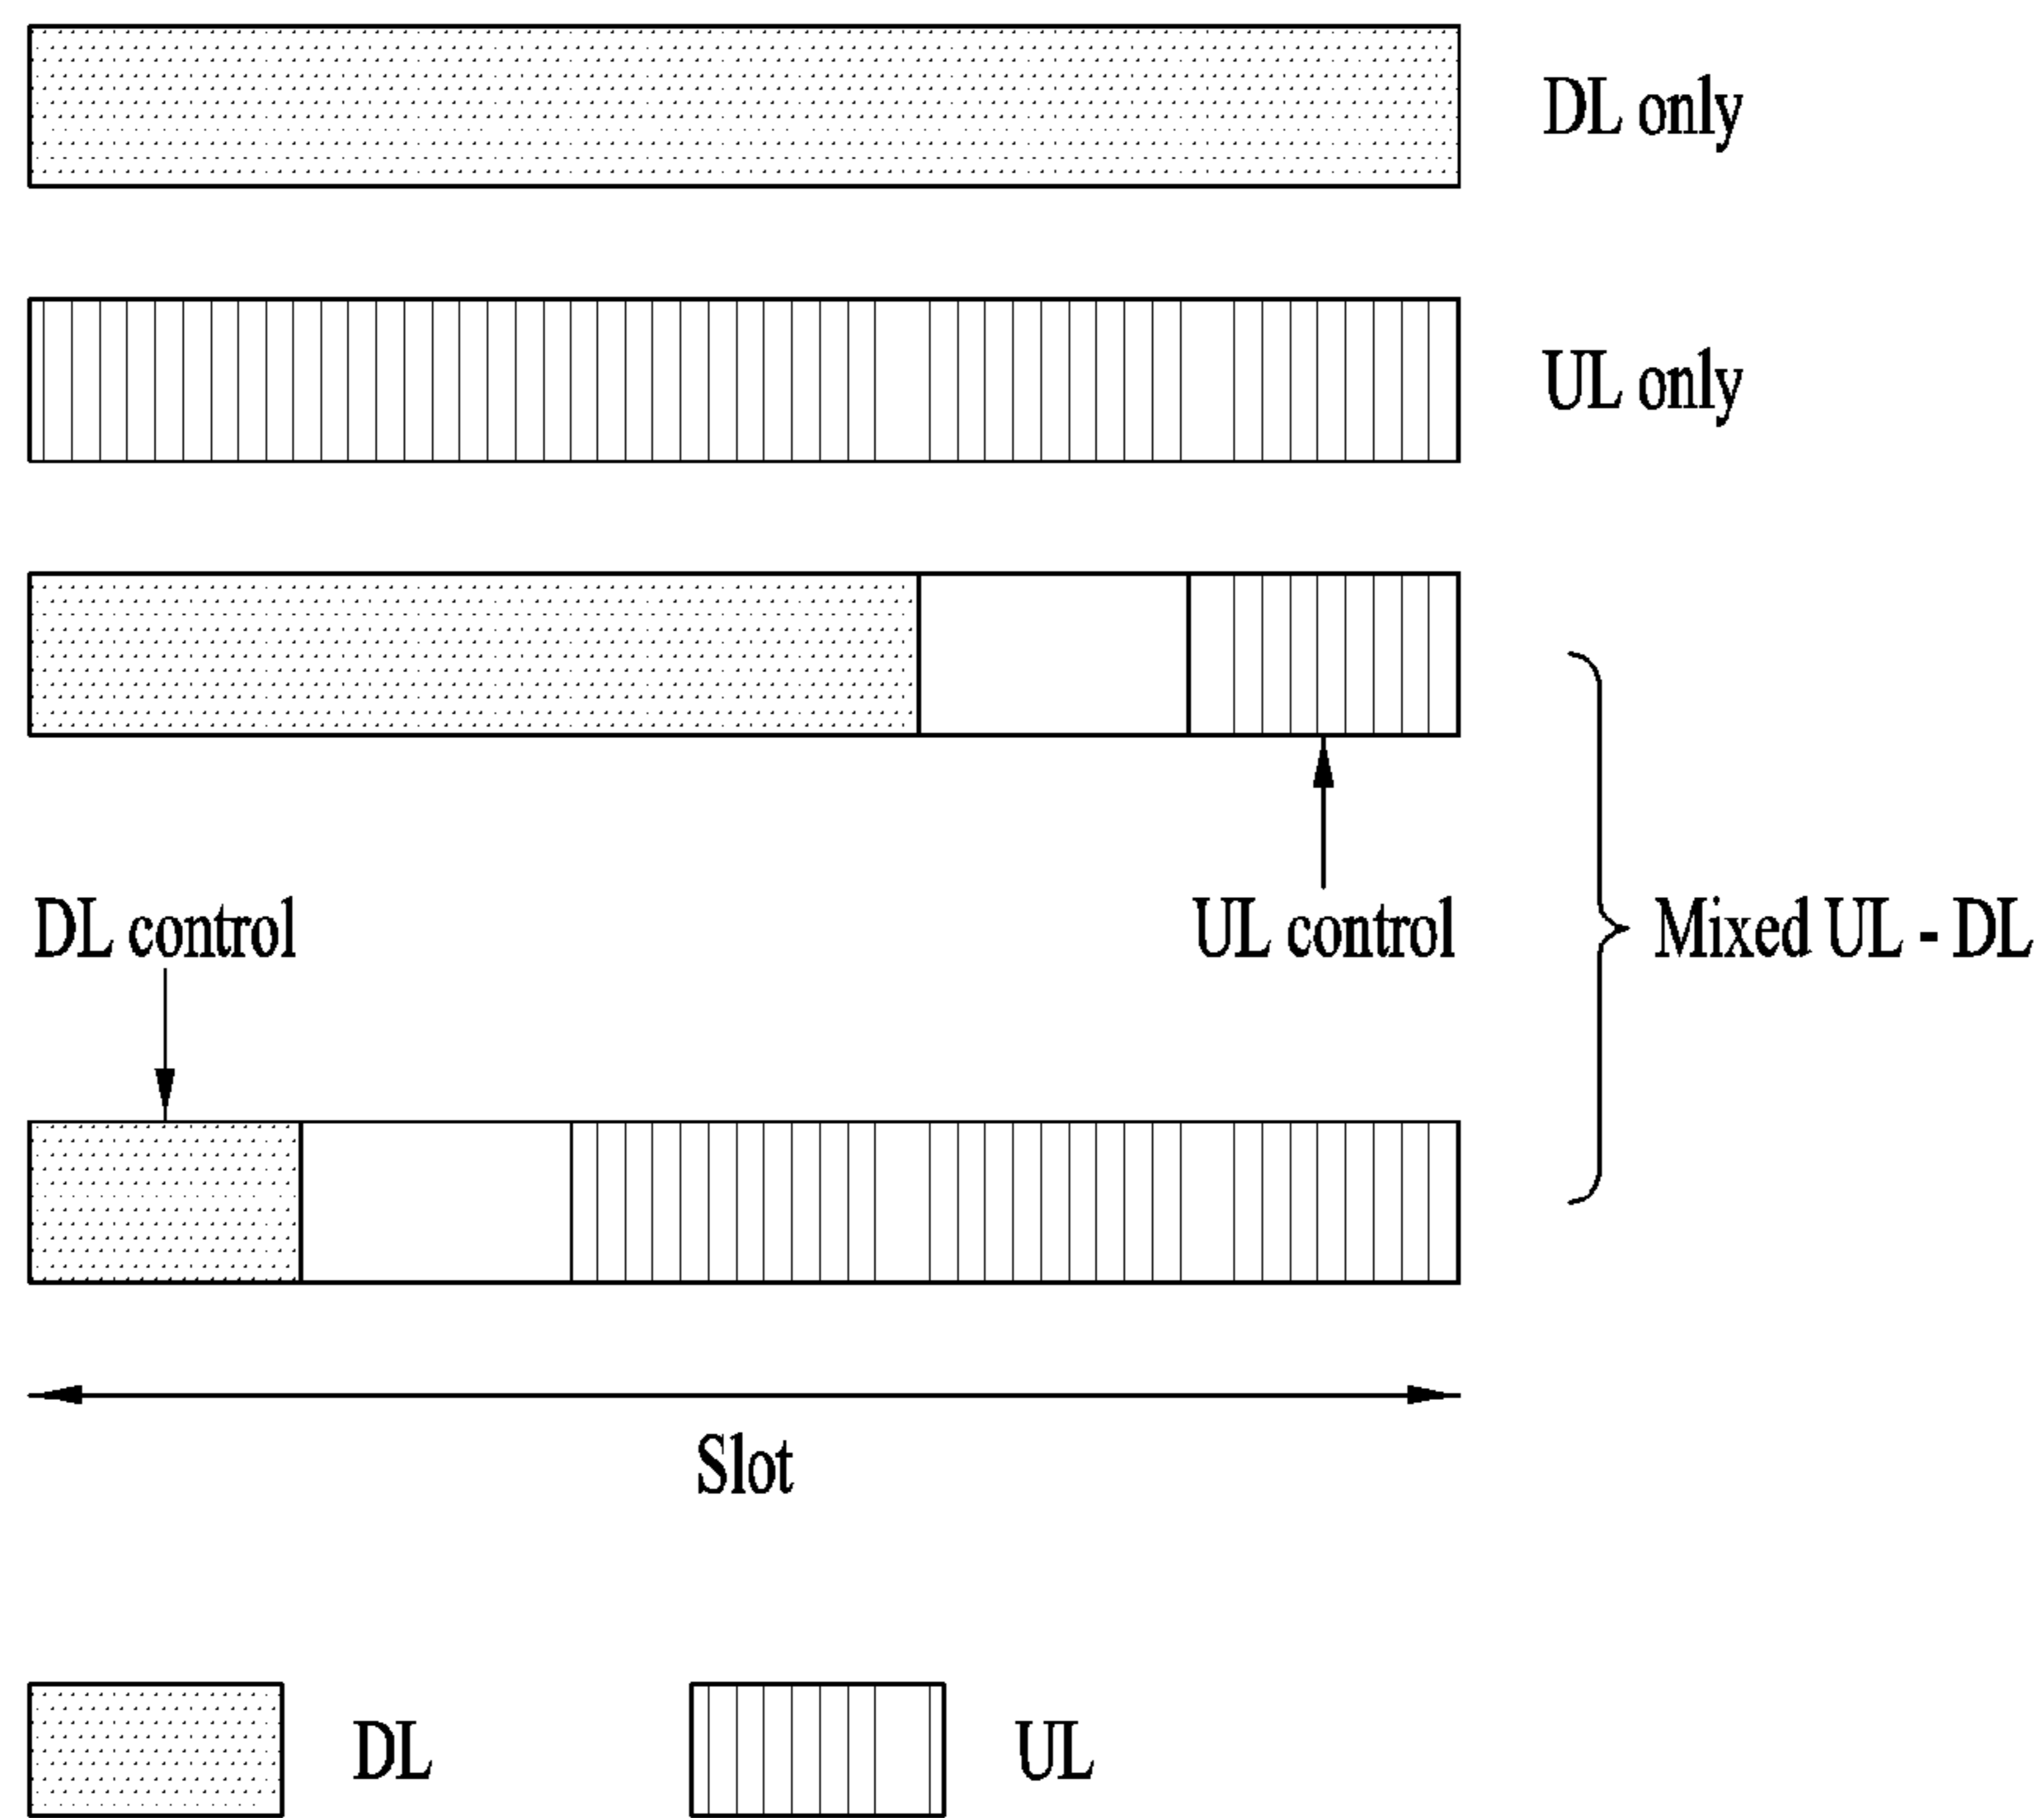 DL only
UL only
DL control
UL control
Mixed UL - DL
Slot
DL
UL